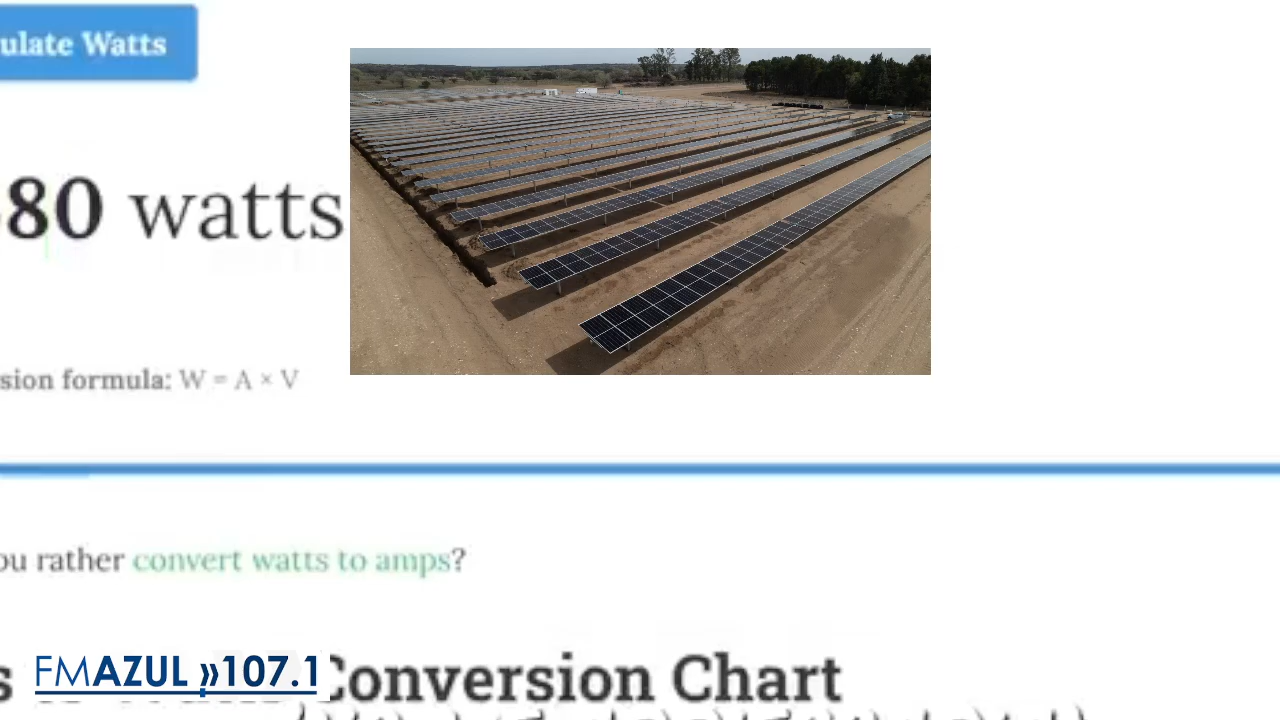 ulate Watts
80 watts
sion formula: W = A × V
ou rather convert watts to amps?
s Conversion Chart
FMAZUL »107.1